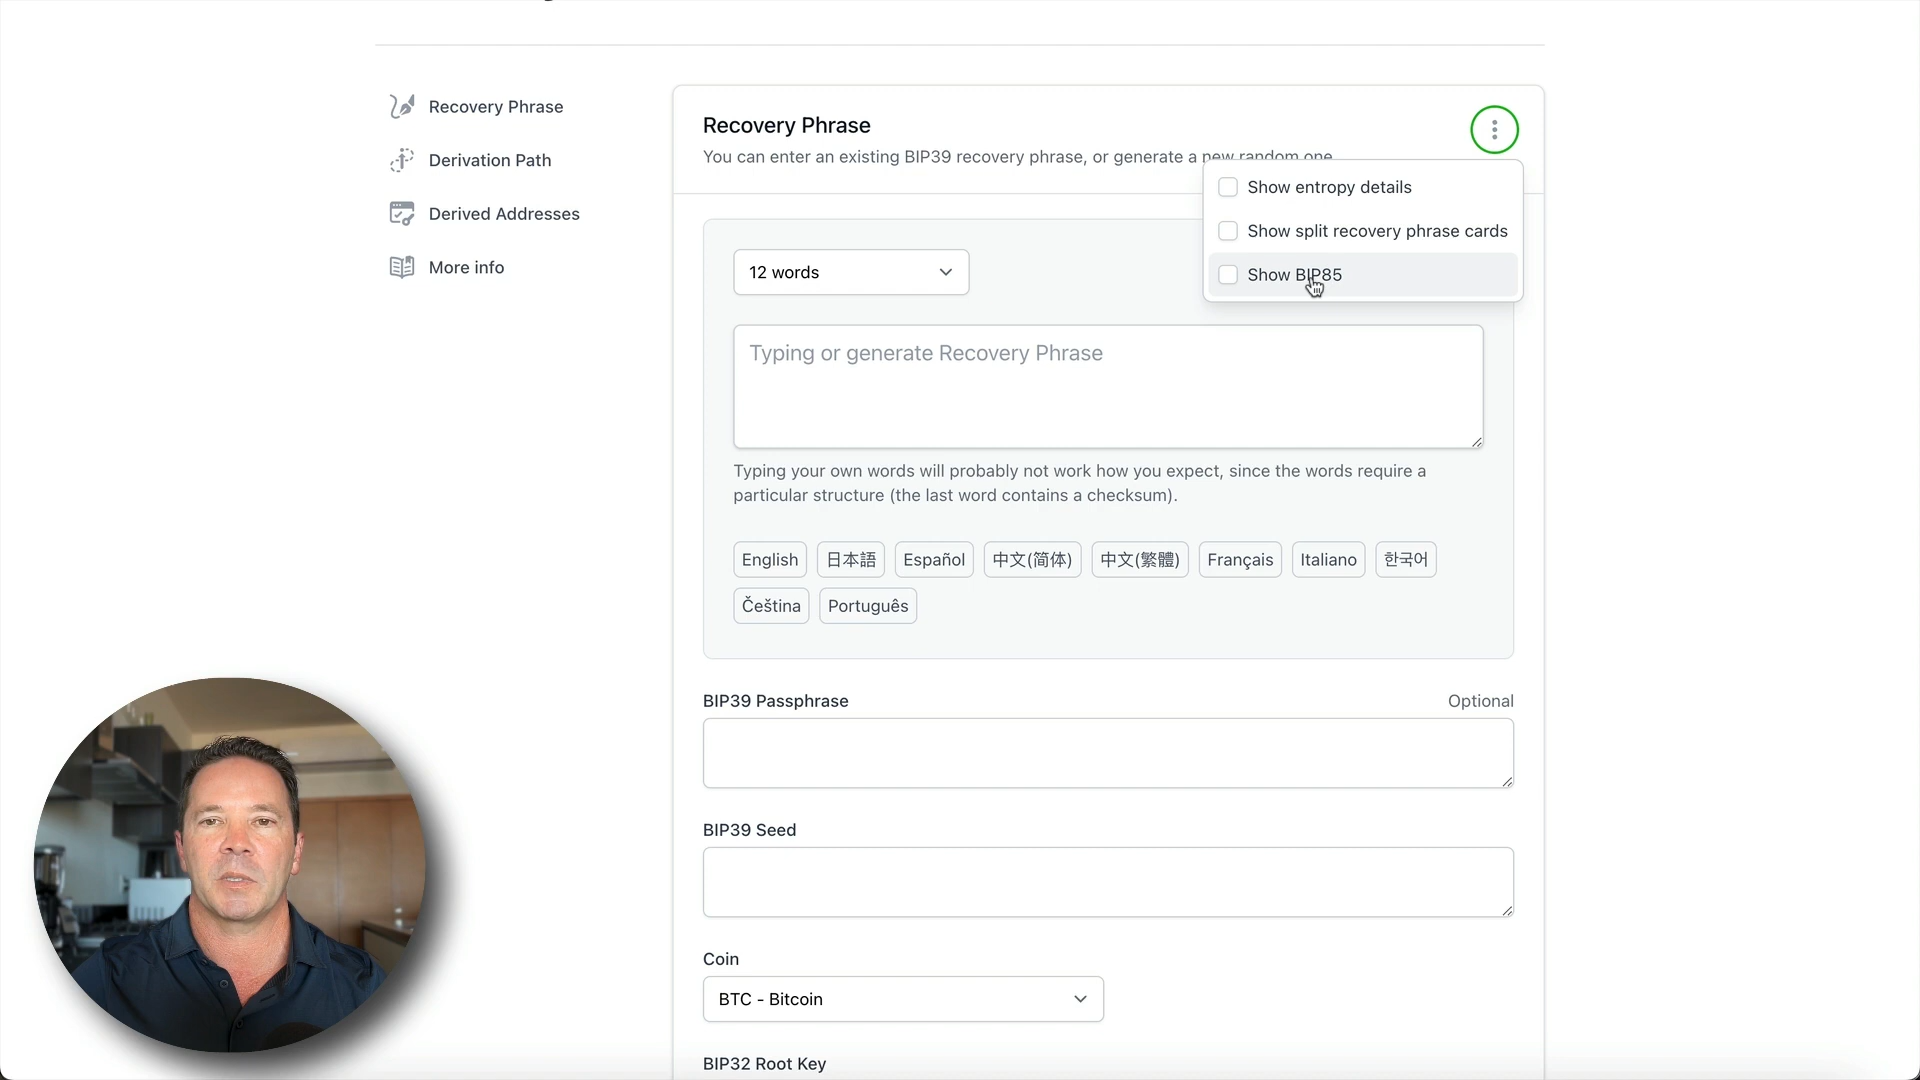 Recovery Phrase
Derivation Path
Derived Addresses
More info
Recovery Phrase
You can enter an existing BIP39 recovery phrase, or generate a new random one.
Show entropy details
Show split recovery phrase cards
Show BIP85
12 words
Typing or generate Recovery Phrase
Typing your own words will probably not work how you expect, since the words require a
particular structure (the last word contains a checksum).
English 日本語 Español 中文(简体) 中文(繁體) Français Italiano 한국어
Čeština Português
BIP39 Passphrase Optional
BIP39 Seed
Coin
BTC - Bitcoin
BIP32 Root Key